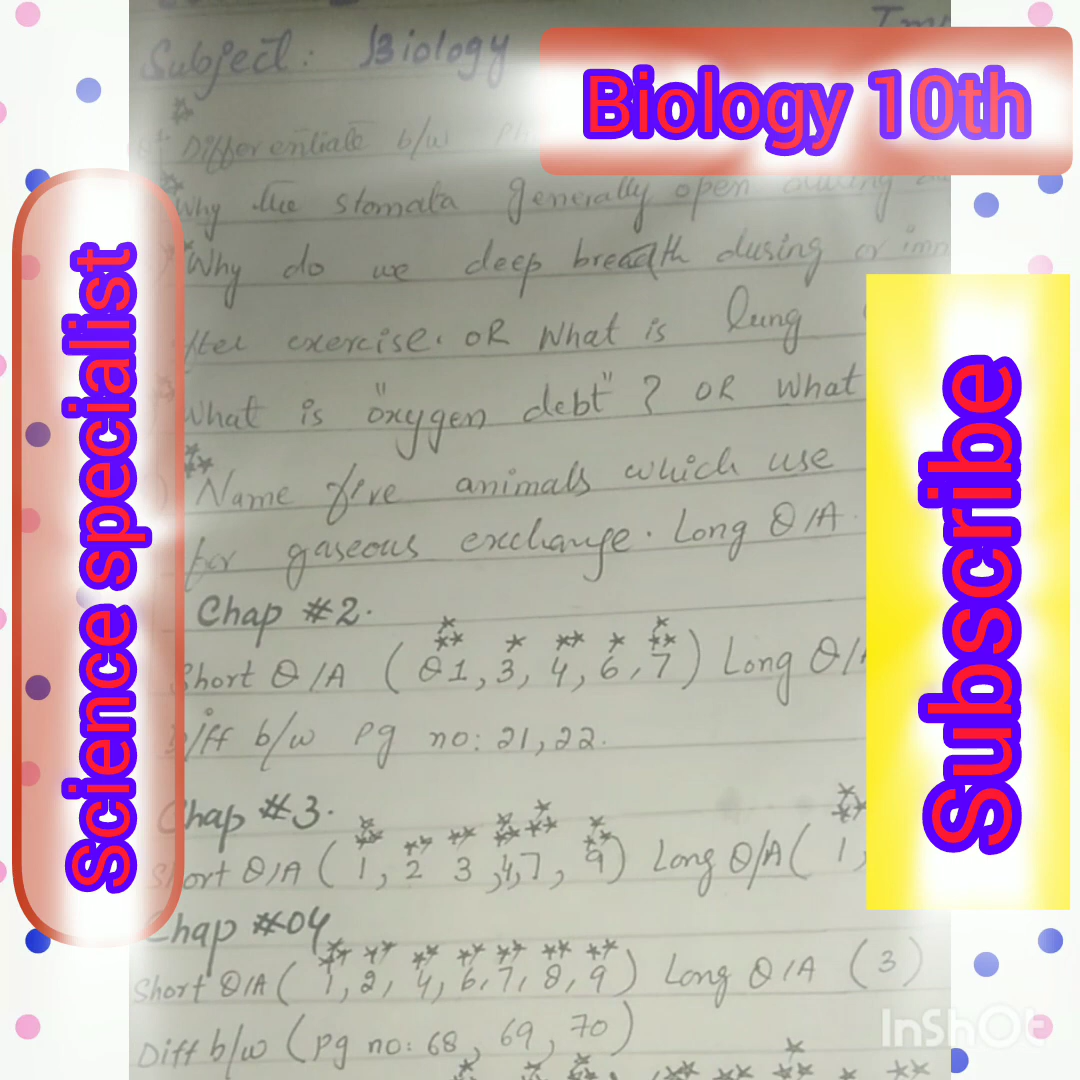 Subject: Biology
Biology 10th
Differentiate b/w
Why the stomata generally open during
Why do we deep breath dusing or imm
after exercise. OR What is lung
What is "oxygen debt"? OR What
Name five animals which use
for gaseous exchange. Long Q/A.
Chap #2.
Short Q/A (Q1, 3, 4, 6, 7) Long Q/A
Diff b/w Pg no: 21, 22.
Chap #3.
Short Q/A (1, 2 3, 4, 7, 9) Long Q/A (1,
Chap #04
Short Q/A (1, 2, 4, 6, 7, 8, 9) Long Q/A (3)
Diff b/w (Pg no: 68, 69, 70)
Science specialist
Subscribe
InShOt